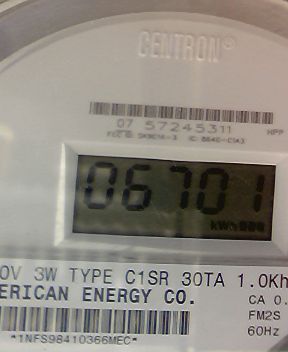 CENTRON®
07 57245311
HPP
06701
kWh
0V 3W TYPE C1SR 30TA 1.0Kh
ERICAN ENERGY CO.
CA 0.
FM2S
60Hz
*1NFS98410366MEC*